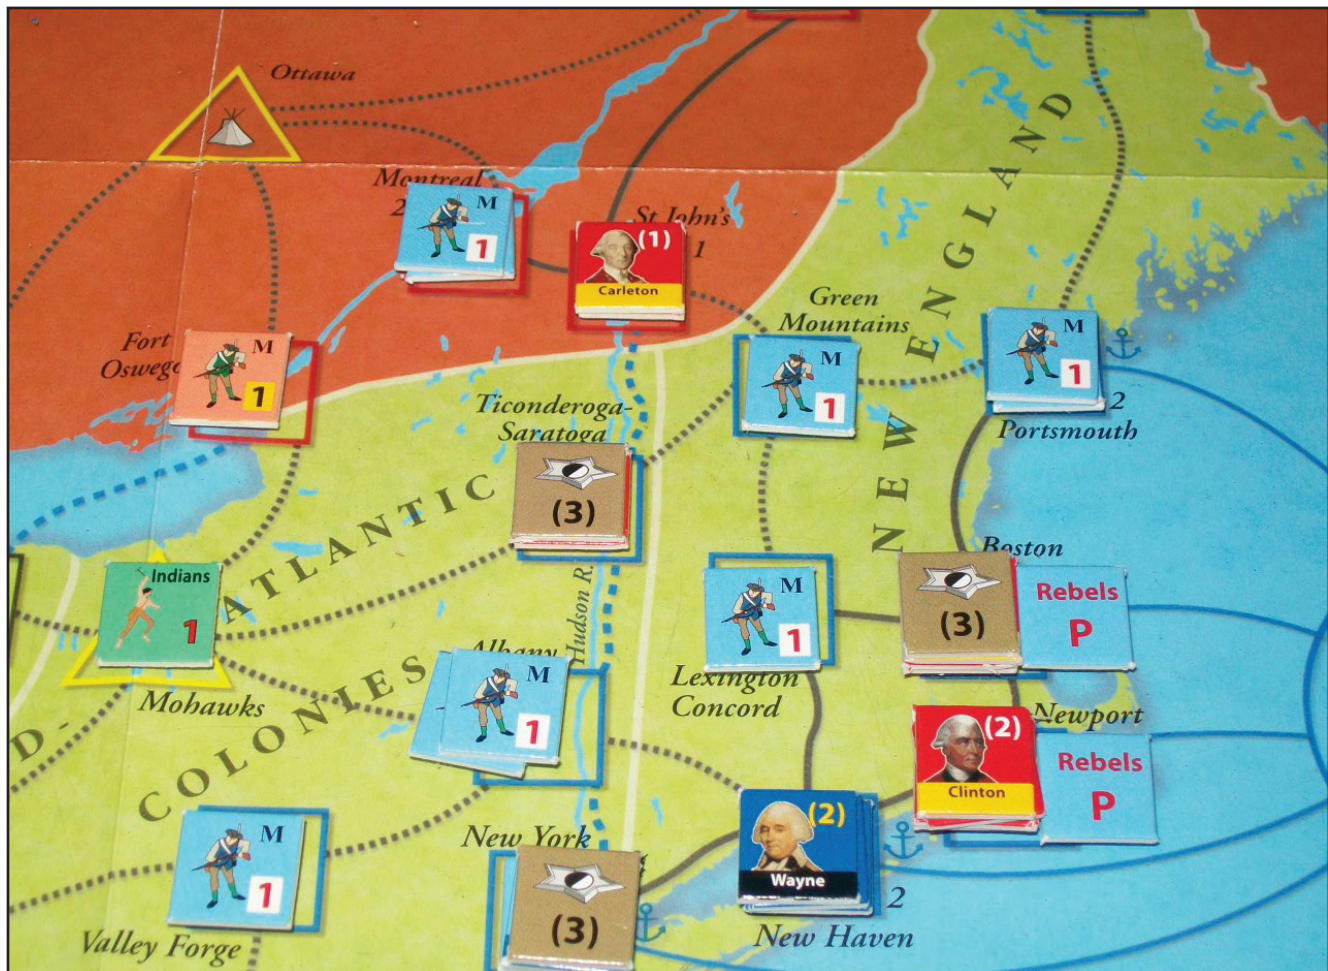 Ottawa
Montreal
2
M
1
St John's
1
(1)
Carleton
Green
Mountains
M
1
Fort
Oswego
M
1
Ticonderoga-
Saratoga
(3)
M
1
2
Portsmouth
NEW ENGLAND
ATLANTIC
COLONIES
D-
Indians
1
Mohawks
Hudson R.
Albany
M
1
M
1
Lexington
Concord
Boston
(3)
Rebels
P
Newport
(2)
Clinton
Rebels
P
M
1
Valley Forge
New York
(3)
(2)
Wayne
2
New Haven